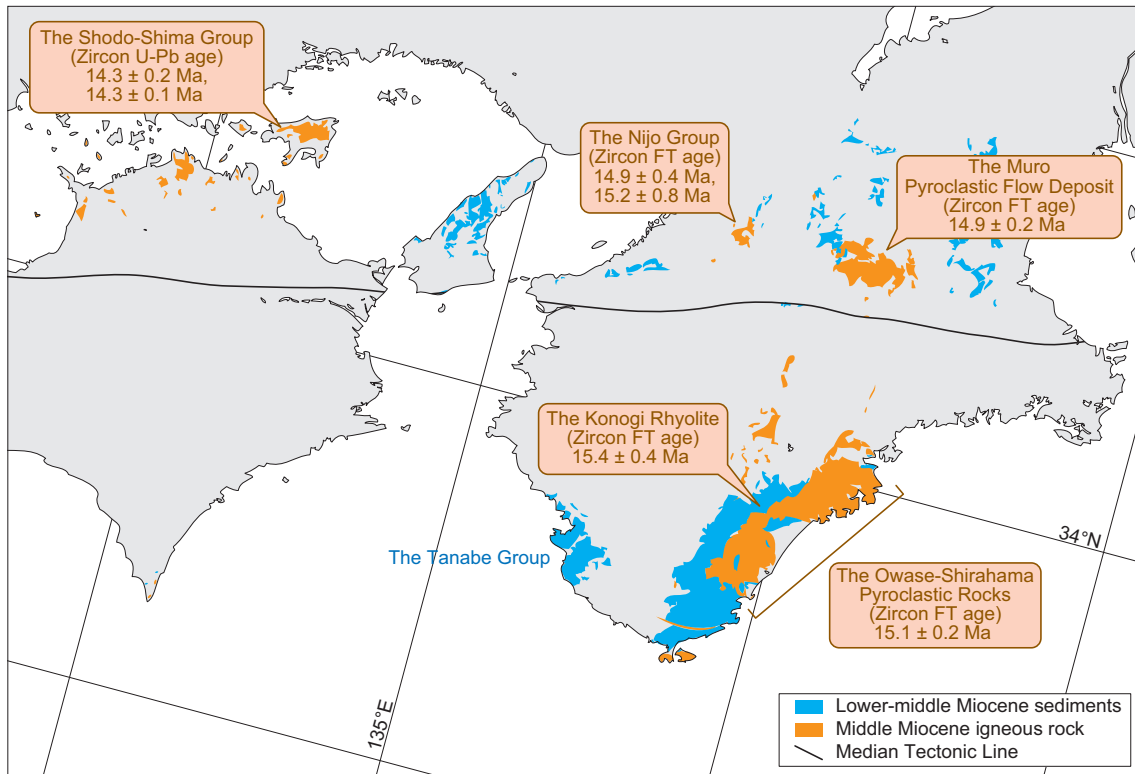 The Shodo-Shima Group
(Zircon U-Pb age)
14.3 ± 0.2 Ma,
14.3 ± 0.1 Ma
The Nijo Group
(Zircon FT age)
14.9 ± 0.4 Ma,
15.2 ± 0.8 Ma
The Muro
Pyroclastic Flow Deposit
(Zircon FT age)
14.9 ± 0.2 Ma
The Konogi Rhyolite
(Zircon FT age)
15.4 ± 0.4 Ma
The Tanabe Group
34°N
The Owase-Shirahama
Pyroclastic Rocks
(Zircon FT age)
15.1 ± 0.2 Ma
135°E
Lower-middle Miocene sediments
Middle Miocene igneous rock
Median Tectonic Line